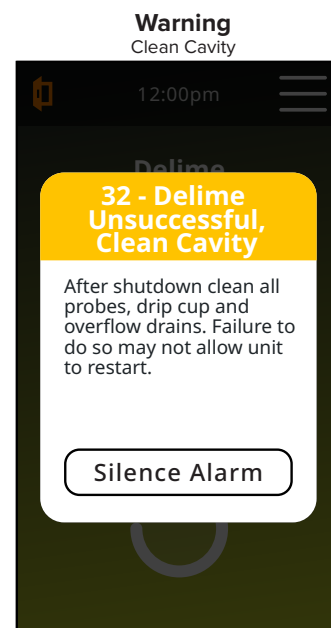 Warning
Clean Cavity
12:00pm
Delime
32 - Delime
Unsuccessful,
Clean Cavity
After shutdown clean all
probes, drip cup and
overflow drains. Failure to
do so may not allow unit
to restart.
Silence Alarm